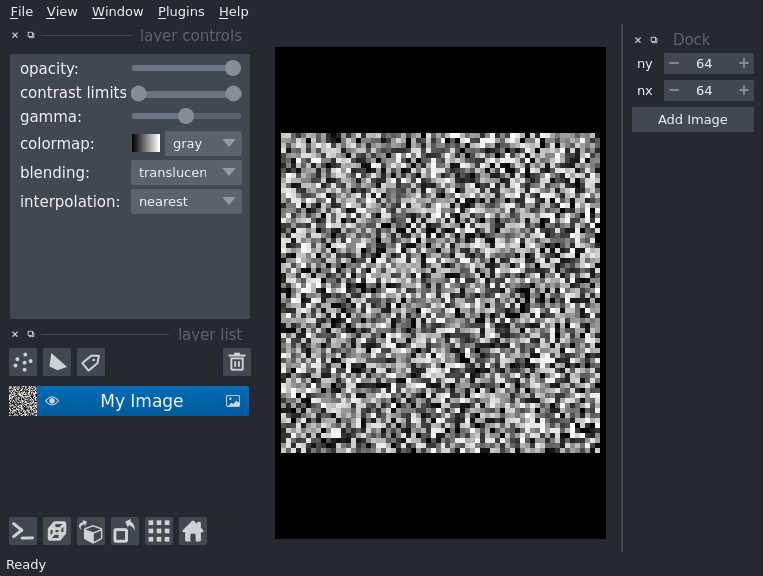 File View Window Plugins Help
layer controls
opacity:
contrast limits
gamma:
colormap: gray
blending: translucen
interpolation: nearest
layer list
My Image
Ready
Dock
ny 64
nx 64
Add Image